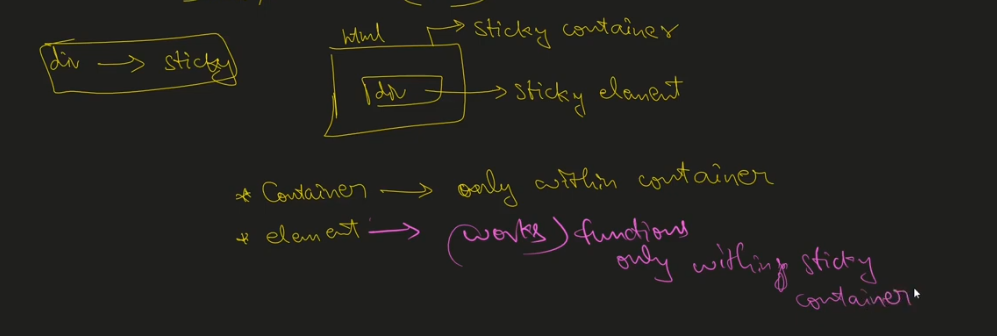 html → sticky container
div → sticky
div → sticky element
* Container → only within container
* element → (works) functions
only within sticky
container